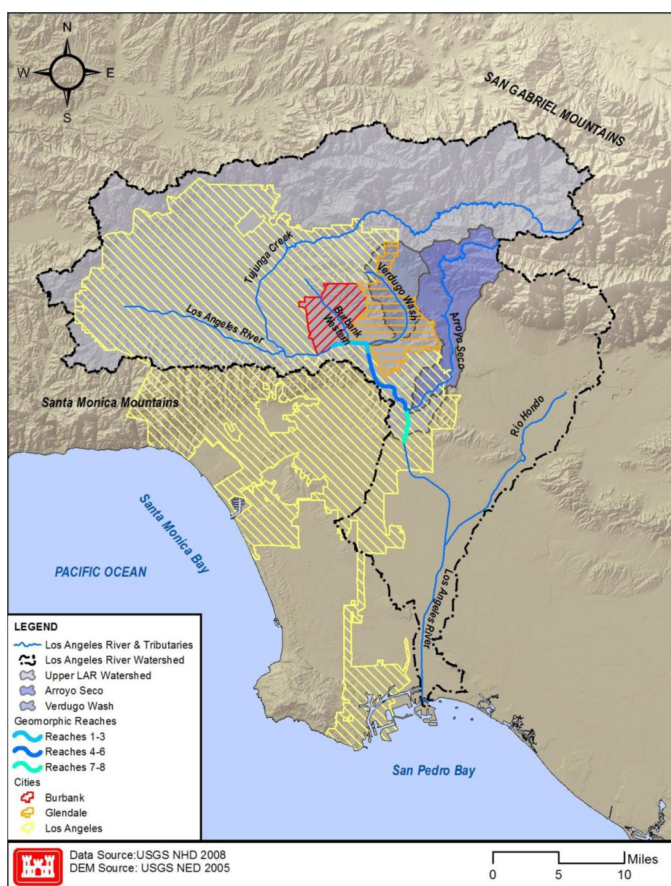 N
W
E
S
SAN GABRIEL MOUNTAINS
Tujunga Creek
Verdugo Wash
Burbank
Western
Los Angeles River
Arroyo Seco
Santa Monica Mountains
Rio Hondo
Santa Monica Bay
PACIFIC OCEAN
Los Angeles River
San Pedro Bay
LEGEND
Los Angeles River & Tributaries
Los Angeles River Watershed
Upper LAR Watershed
Arroyo Seco
Verdugo Wash
Geomorphic Reaches
Reaches 1-3
Reaches 4-6
Reaches 7-8
Cities
Burbank
Glendale
Los Angeles
Data Source:USGS NHD 2008
DEM Source: USGS NED 2005
Miles
0 5 10